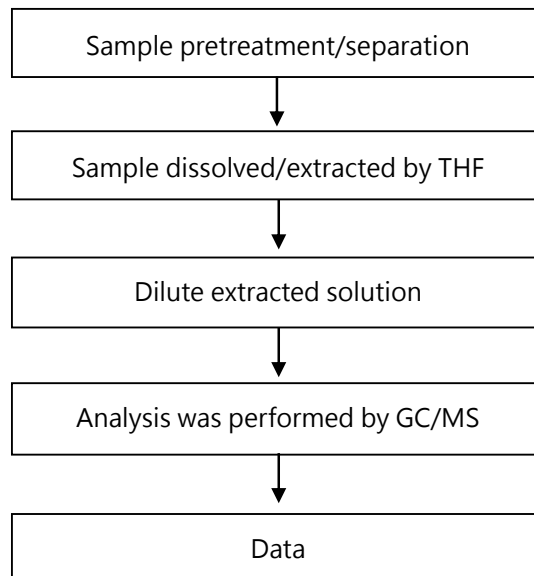 Sample pretreatment/separation
Sample dissolved/extracted by THF
Dilute extracted solution
Analysis was performed by GC/MS
Data